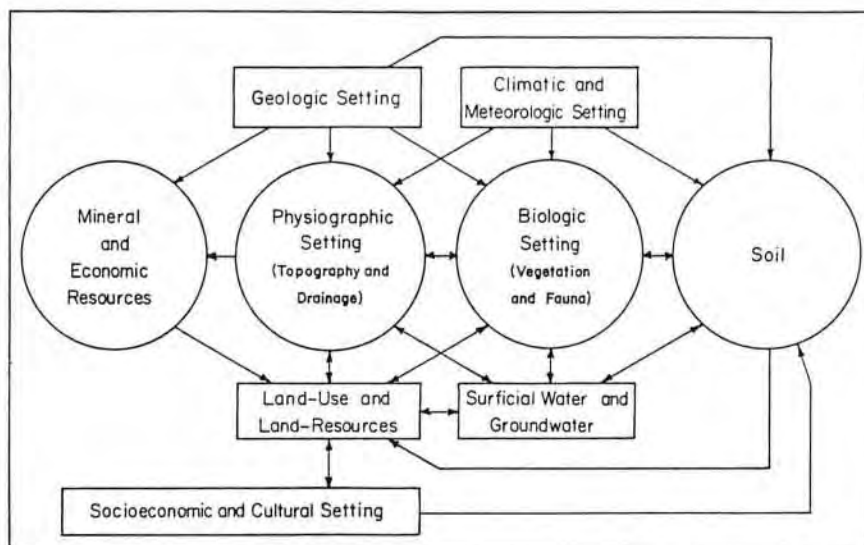 Geologic Setting
Climatic and
Meteorologic Setting
Mineral
and
Economic
Resources
Physiographic
Setting
(Topography and
Drainage)
Biologic
Setting
(Vegetation
and Fauna)
Soil
Land-Use and
Land-Resources
Surficial Water and
Groundwater
Socioeconomic and Cultural Setting